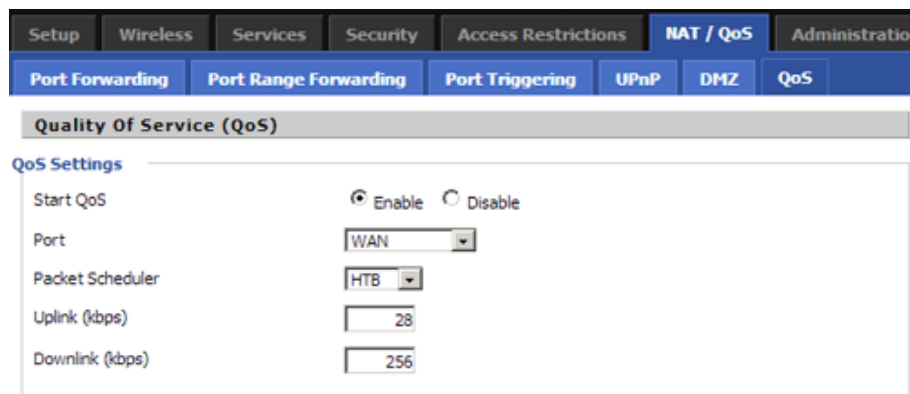 Setup Wireless Services Security Access Restrictions NAT / QoS Administratio
Port Forwarding Port Range Forwarding Port Triggering UPnP DMZ QoS
Quality Of Service (QoS)
QoS Settings
Start QoS Enable Disable
Port WAN
Packet Scheduler HTB
Uplink (kbps) 28
Downlink (kbps) 256